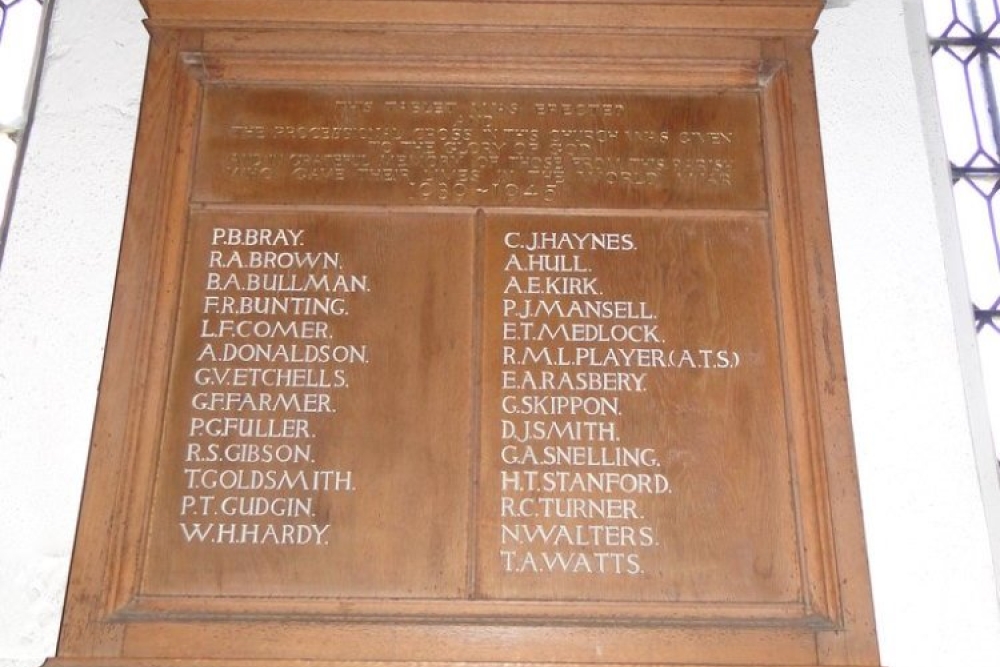 THIS TABLET WAS ERECTED
AND
THE PROCESSIONAL CROSS IN THIS CHURCH WAS GIVEN
TO THE GLORY OF GOD
AND IN GRATEFUL MEMORY OF THOSE FROM THIS PARISH
WHO GAVE THEIR LIVES IN THE WORLD WAR
1939~1945
P.B.BRAY.
R.A.BROWN.
B.A.BULLMAN.
F.R.BUNTING.
L.F.COMER.
A.DONALDSON.
G.V.ETCHELLS.
G.F.FARMER.
P.G.FULLER.
R.S.GIBSON.
T.GOLDSMITH.
P.T.GUDGIN.
W.H.HARDY.
C.J.HAYNES.
A.HULL.
A.E.KIRK.
P.J.MANSELL.
E.T.MEDLOCK.
R.M.L.PLAYER.(A.T.S.)
E.A.RASBERY.
G.SKIPPON.
D.J.SMITH.
G.A.SNELLING.
H.T.STANFORD.
R.C.TURNER.
N.WALTERS.
T.A.WATTS.